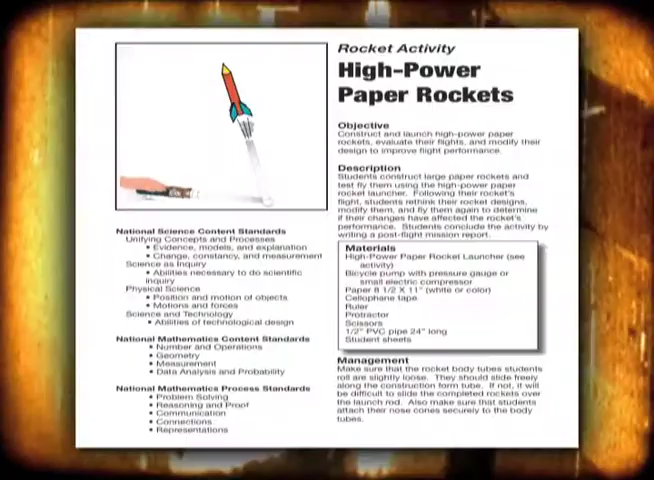 Rocket Activity
High-Power
Paper Rockets
Objective
Construct and launch high-power paper
rockets, evaluate their flights, and modify their
design to improve flight performance.
Description
Students construct large paper rockets and
test fly them using the high-power paper
rocket launcher. Following their rocket's
flight, students rethink their rocket designs,
modify them, and fly them again to determine
if their changes have affected the rocket's
performance. Students conclude the activity by
writing a post-flight mission report.
Materials
High-Power Paper Rocket Launcher (see
activity)
Bicycle pump with pressure gauge or
small electric compressor
Paper 8 1/2 X 11" (white or color)
Cellophane tape
Ruler
Protractor
Scissors
1/2" PVC pipe 24" long
Student sheets
Management
Make sure that the rocket body tubes students
roll are slightly loose. They should slide freely
along the construction form tube. If not, it will
be difficult to slide the completed rockets over
the launch rod. Also make sure that students
attach their nose cones securely to the body
tubes.
National Science Content Standards
Unifying Concepts and Processes
• Evidence, models, and explanation
• Change, constancy, and measurement
Science as Inquiry
• Abilities necessary to do scientific
inquiry
Physical Science
• Position and motion of objects
• Motions and forces
Science and Technology
• Abilities of technological design
National Mathematics Content Standards
• Number and Operations
• Geometry
• Measurement
• Data Analysis and Probability
National Mathematics Process Standards
• Problem Solving
• Reasoning and Proof
• Communication
• Connections
• Representations